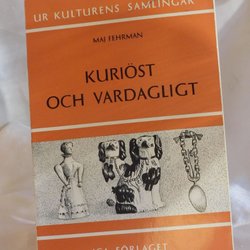 UR KULTURENS SAMLINGAR
MAJ FEHRMAN
KURIÖST
OCH VARDAGLIGT
FÖRLAGET